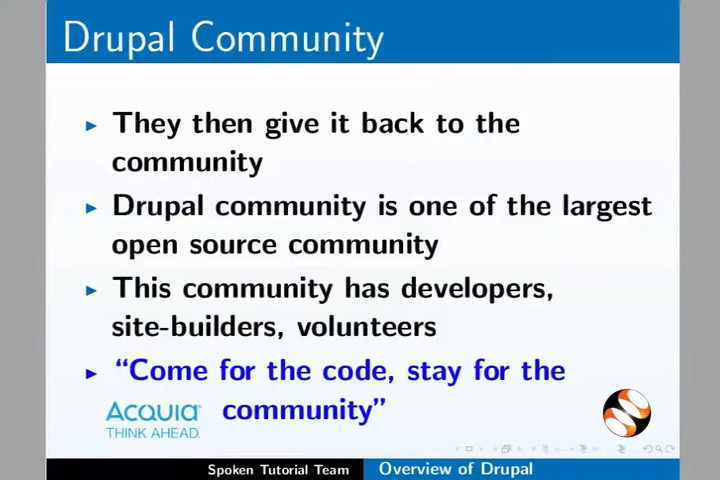 Drupal Community
They then give it back to the
community
Drupal community is one of the largest
open source community
This community has developers,
site-builders, volunteers
“Come for the code, stay for the
community”
Acquia
THINK AHEAD.
Spoken Tutorial Team
Overview of Drupal